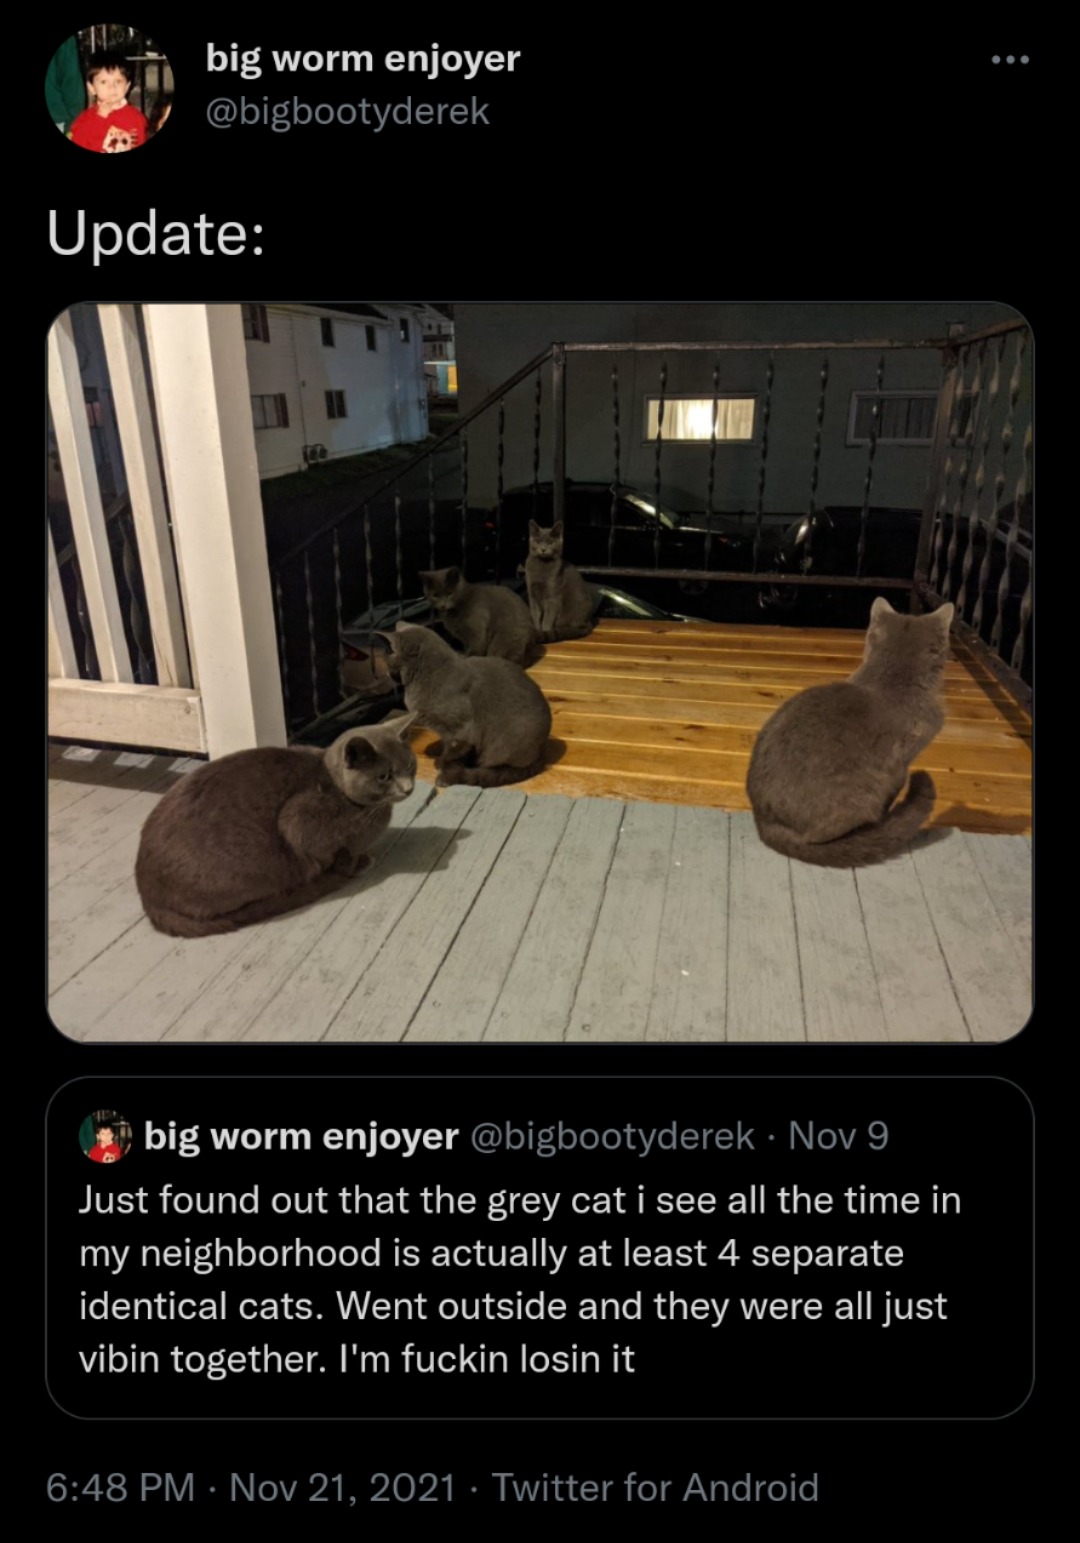 big worm enjoyer
@bigbootyderek
Update:
big worm enjoyer @bigbootyderek · Nov 9
Just found out that the grey cat i see all the time in
my neighborhood is actually at least 4 separate
identical cats. Went outside and they were all just
vibin together. I'm fuckin losin it
6:48 PM · Nov 21, 2021 · Twitter for Android